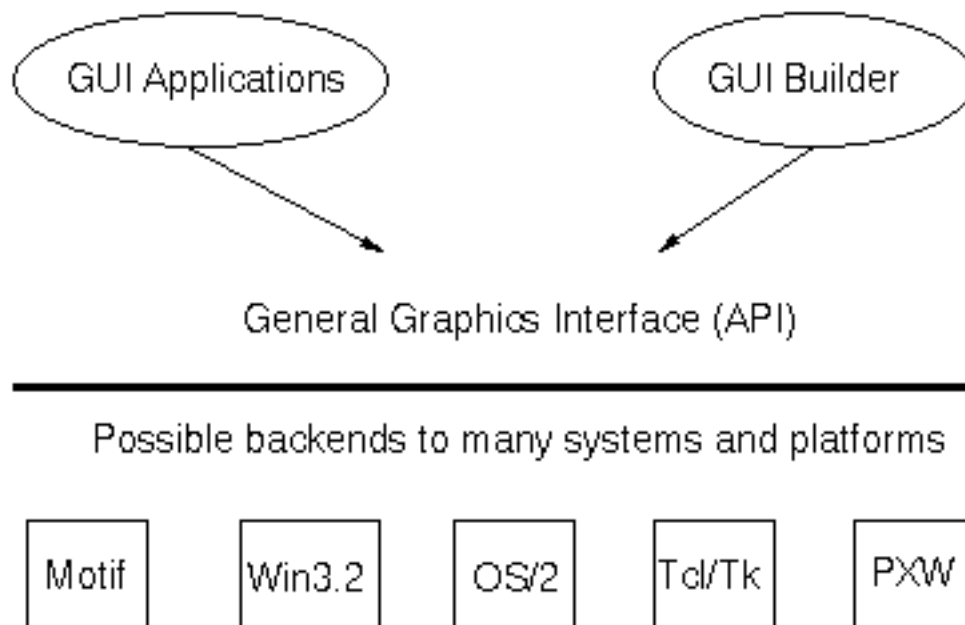 GUI Applications
GUI Builder
General Graphics Interface (API)
Possible backends to many systems and platforms
Motif
Win3.2
OS/2
Tcl/Tk
PXW